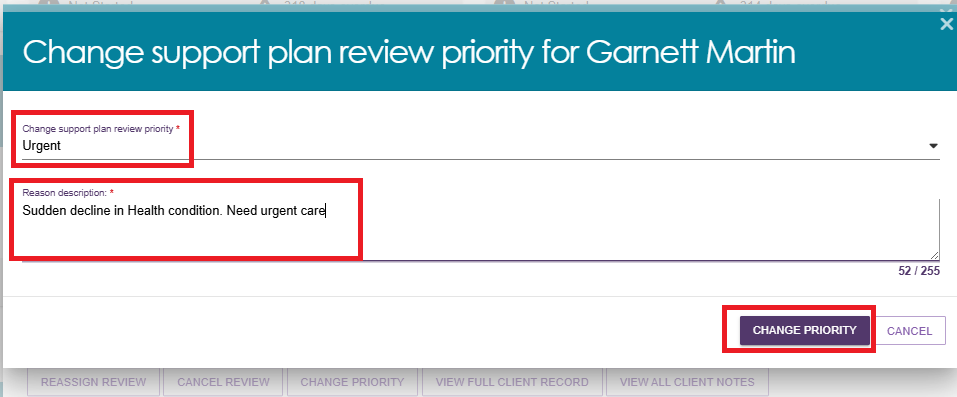 Change support plan review priority for Garnett Martin
Change support plan review priority *
Urgent
Reason description: *
Sudden decline in Health condition. Need urgent care
52 / 255
CHANGE PRIORITY CANCEL
REASSIGN REVIEW CANCEL REVIEW CHANGE PRIORITY VIEW FULL CLIENT RECORD VIEW ALL CLIENT NOTES